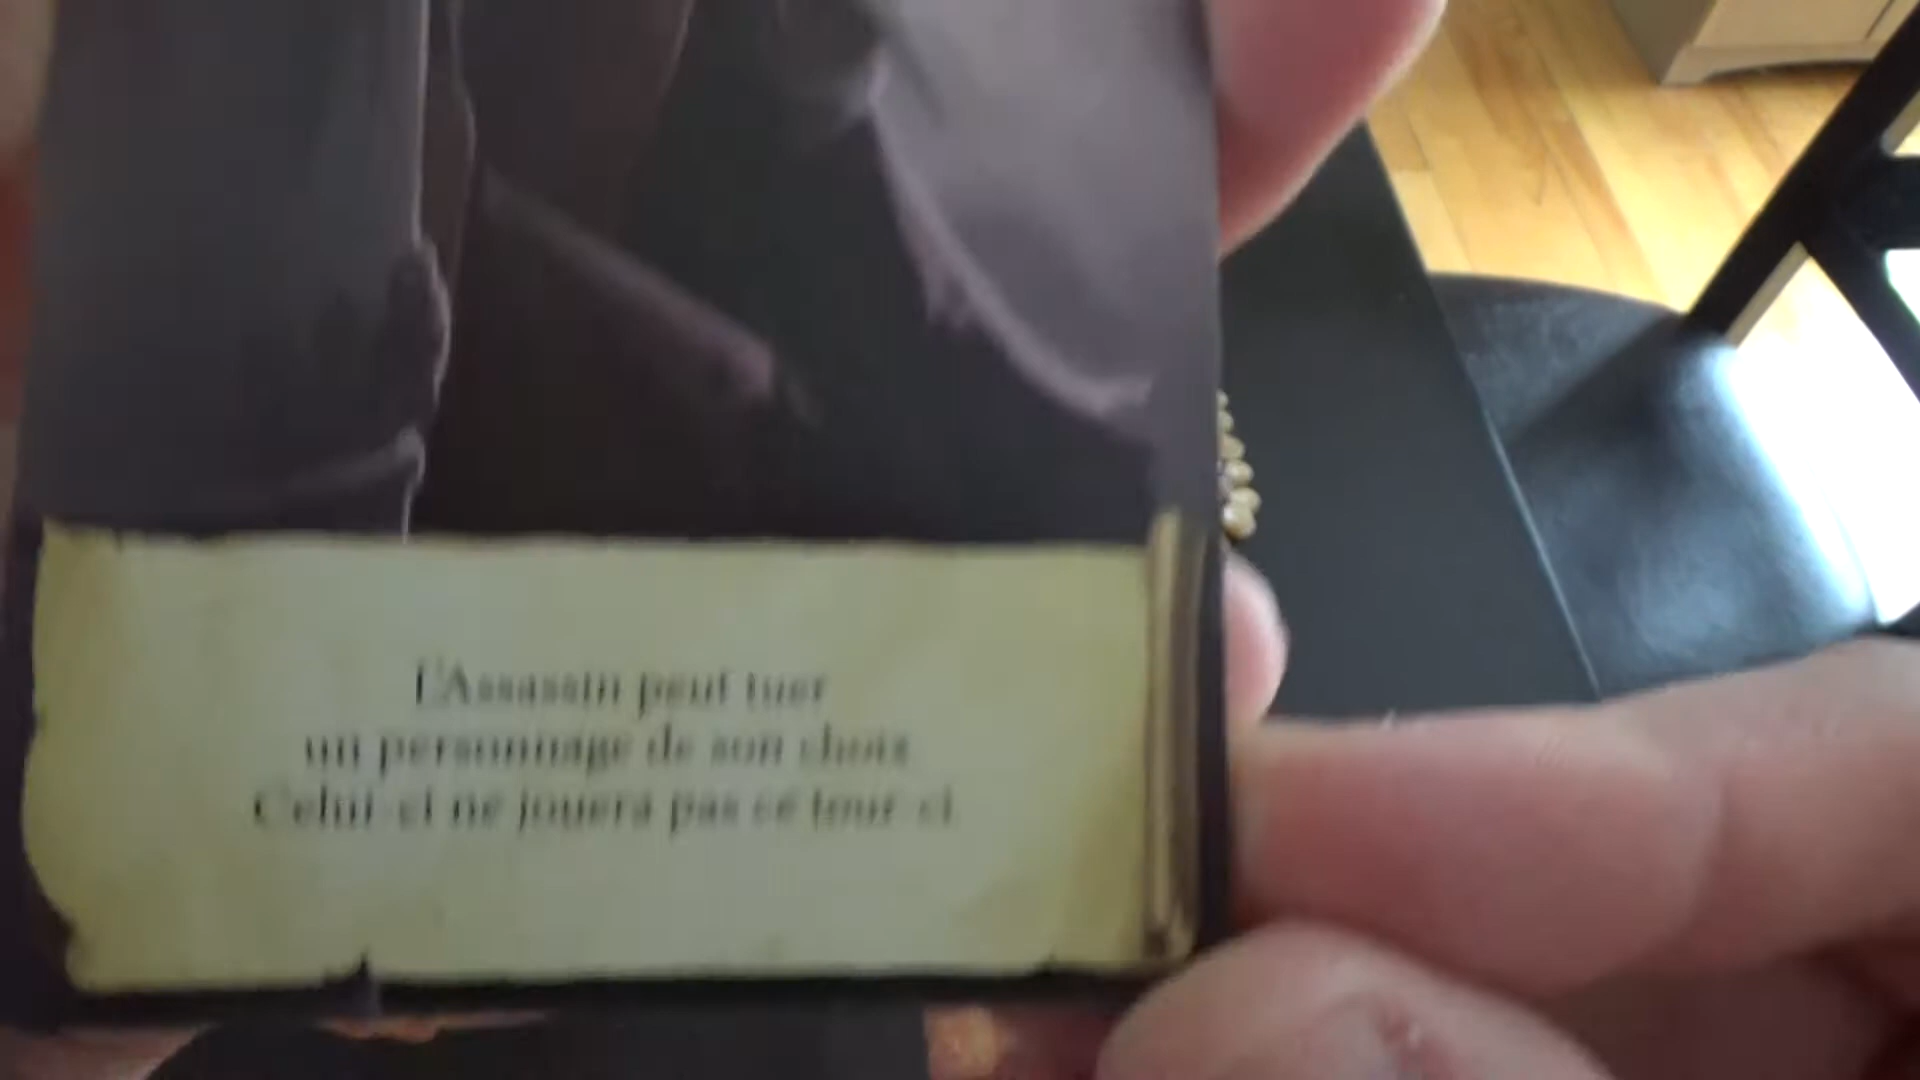 L'Assassin peut tuer
un personnage de son choix.
Celui-ci ne jouera pas ce tour-ci.